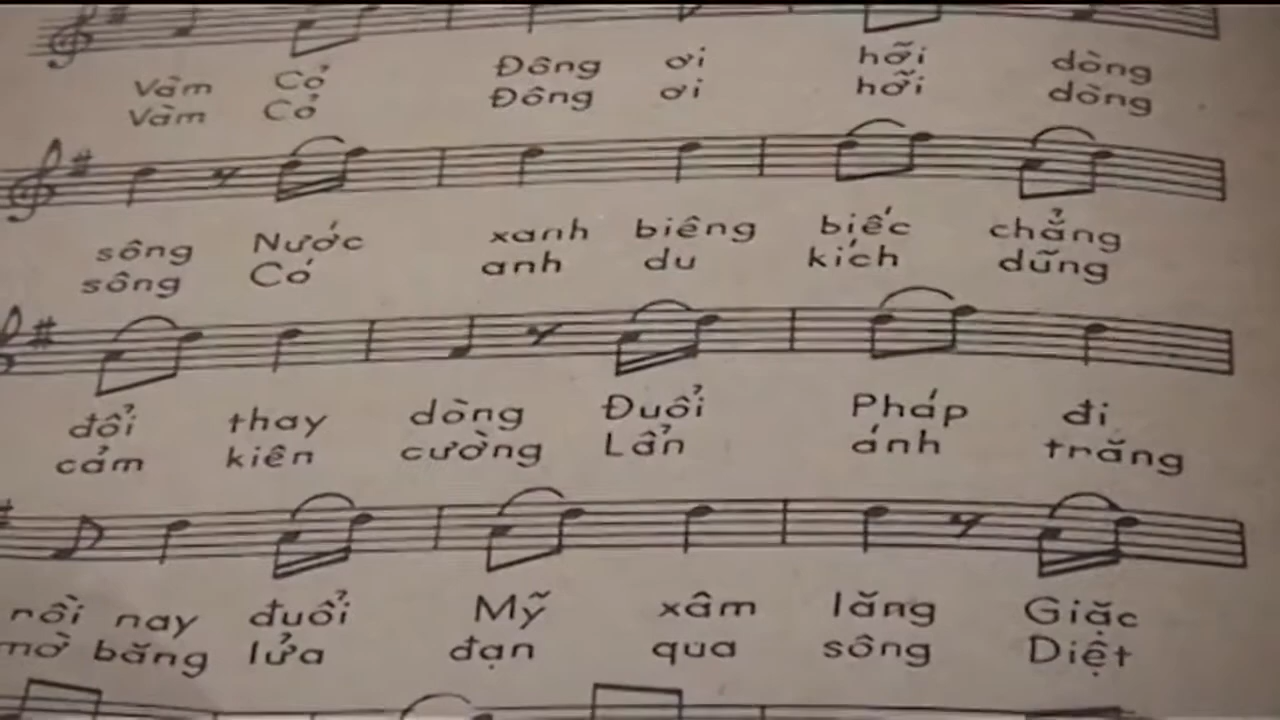 Vàm Cỏ Đông ơi hỡi dòng
Vàm Cỏ Đông ơi hỡi dòng
sông Nước xanh biêng biếc chẳng
sông Có anh du kích dũng
đổi thay dòng Đuổi Pháp đi
cảm kiên cường Lẩn ánh trăng
rồi nay đuổi Mỹ xâm lăng Giặc
mờ băng lửa đạn qua sông Diệt